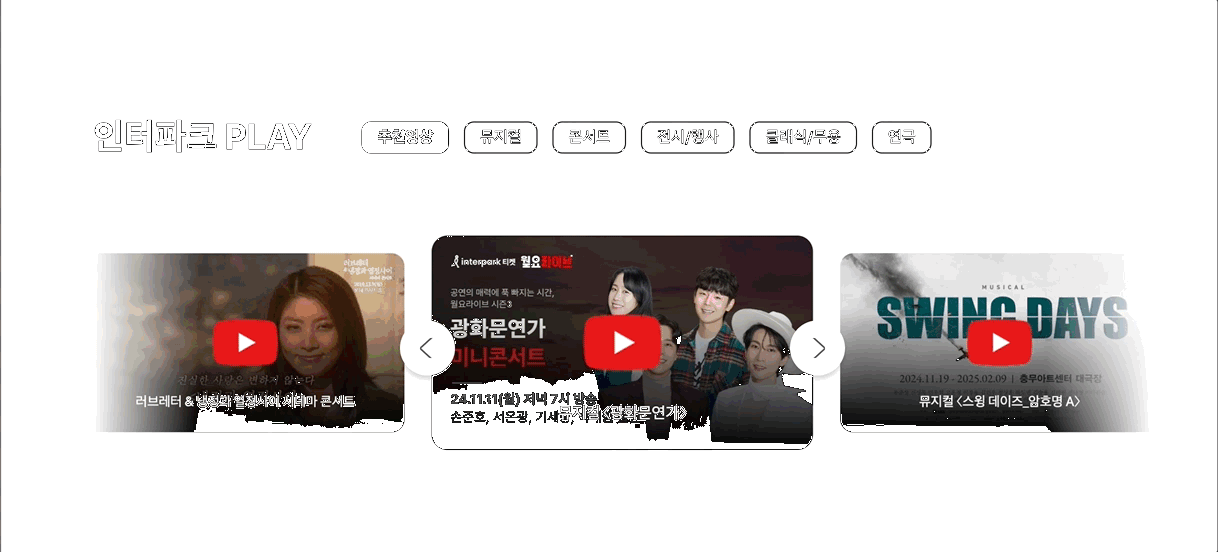 인터파크 PLAY
추천영상
뮤지컬
콘서트
전시/행사
클래식/무용
연극
러브레터
진실한 사랑은 변하지 않는다
러브레터 & 냉정과 열정사이 시네마 콘서트
interpark 티켓 월요라이브
공연의 매력에 푹 빠지는 시간,
월요라이브 시즌3
광화문연가
미니콘서트
24.11.11(월) 저녁 7시 방송
손준호, 서은광, 기세중,
뮤지컬 <광화문연가>
MUSICAL
SWING DAYS
2024.11.19 - 2025.02.09 | 충무아트센터 대극장
뮤지컬 <스윙 데이즈_암호명 A>